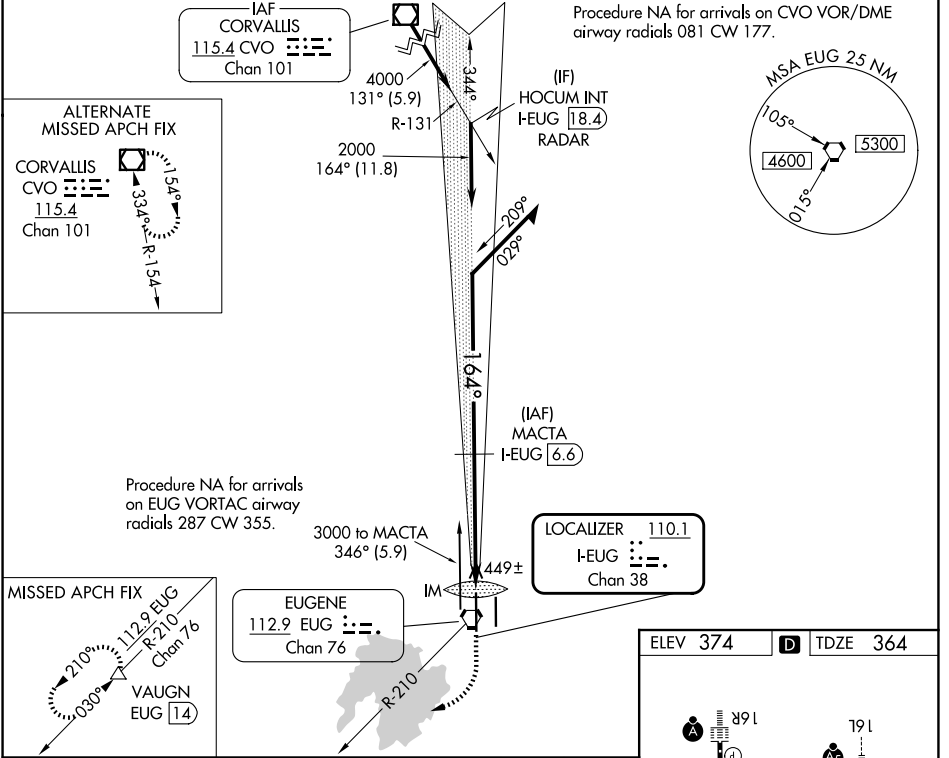 IAF
CORVALLIS
115.4 CVO
Chan 101
Procedure NA for arrivals on CVO VOR/DME
airway radials 081 CW 177.
4000
131° (5.9)
R-131
344°
(IF)
HOCUM INT
I-EUG 18.4
RADAR
2000
164° (11.8)
MSA EUG 25 NM
105°
4600
5300
015°
ALTERNATE
MISSED APCH FIX
CORVALLIS
CVO
115.4
Chan 101
154°
334°
R-154
209°
029°
164°
(IAF)
MACTA
I-EUG 6.6
Procedure NA for arrivals
on EUG VORTAC airway
radials 287 CW 355.
3000 to MACTA
346° (5.9)
LOCALIZER 110.1
I-EUG
Chan 38
449±
IM
EUGENE
112.9 EUG
Chan 76
R-210
MISSED APCH FIX
112.9 EUG
R-210
Chan 76
210°
030°
VAUGN
EUG 14
ELEV 374 D TDZE 364
A
16R
P
16L
A5